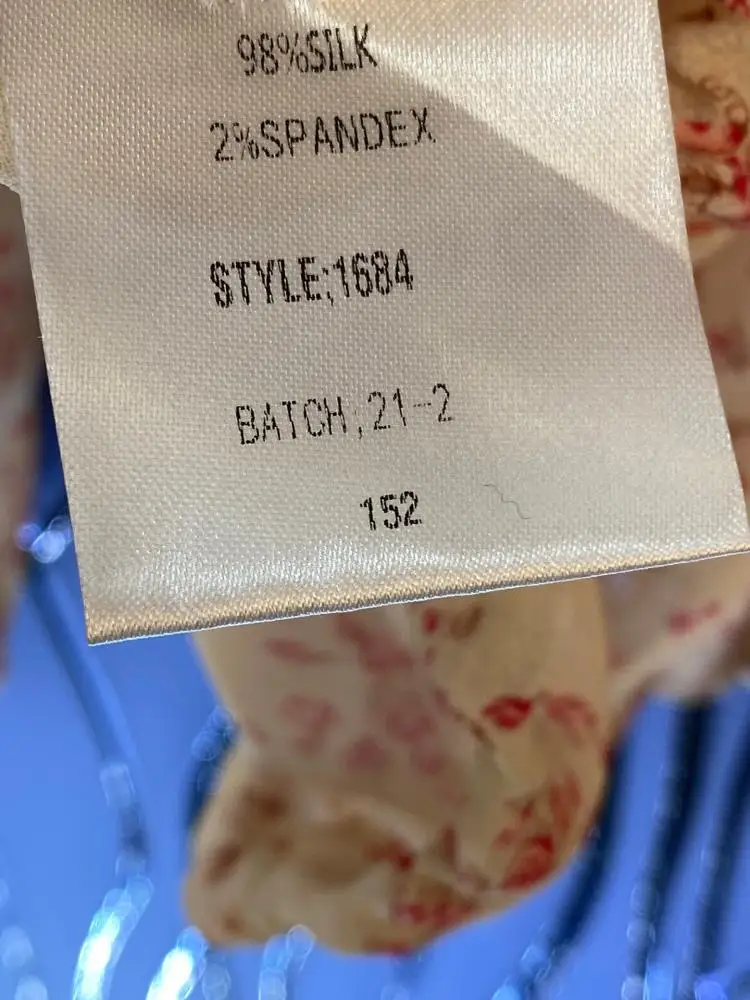 98%SILK
2%SPANDEX
STYLE;1684
BATCH;21-2
152